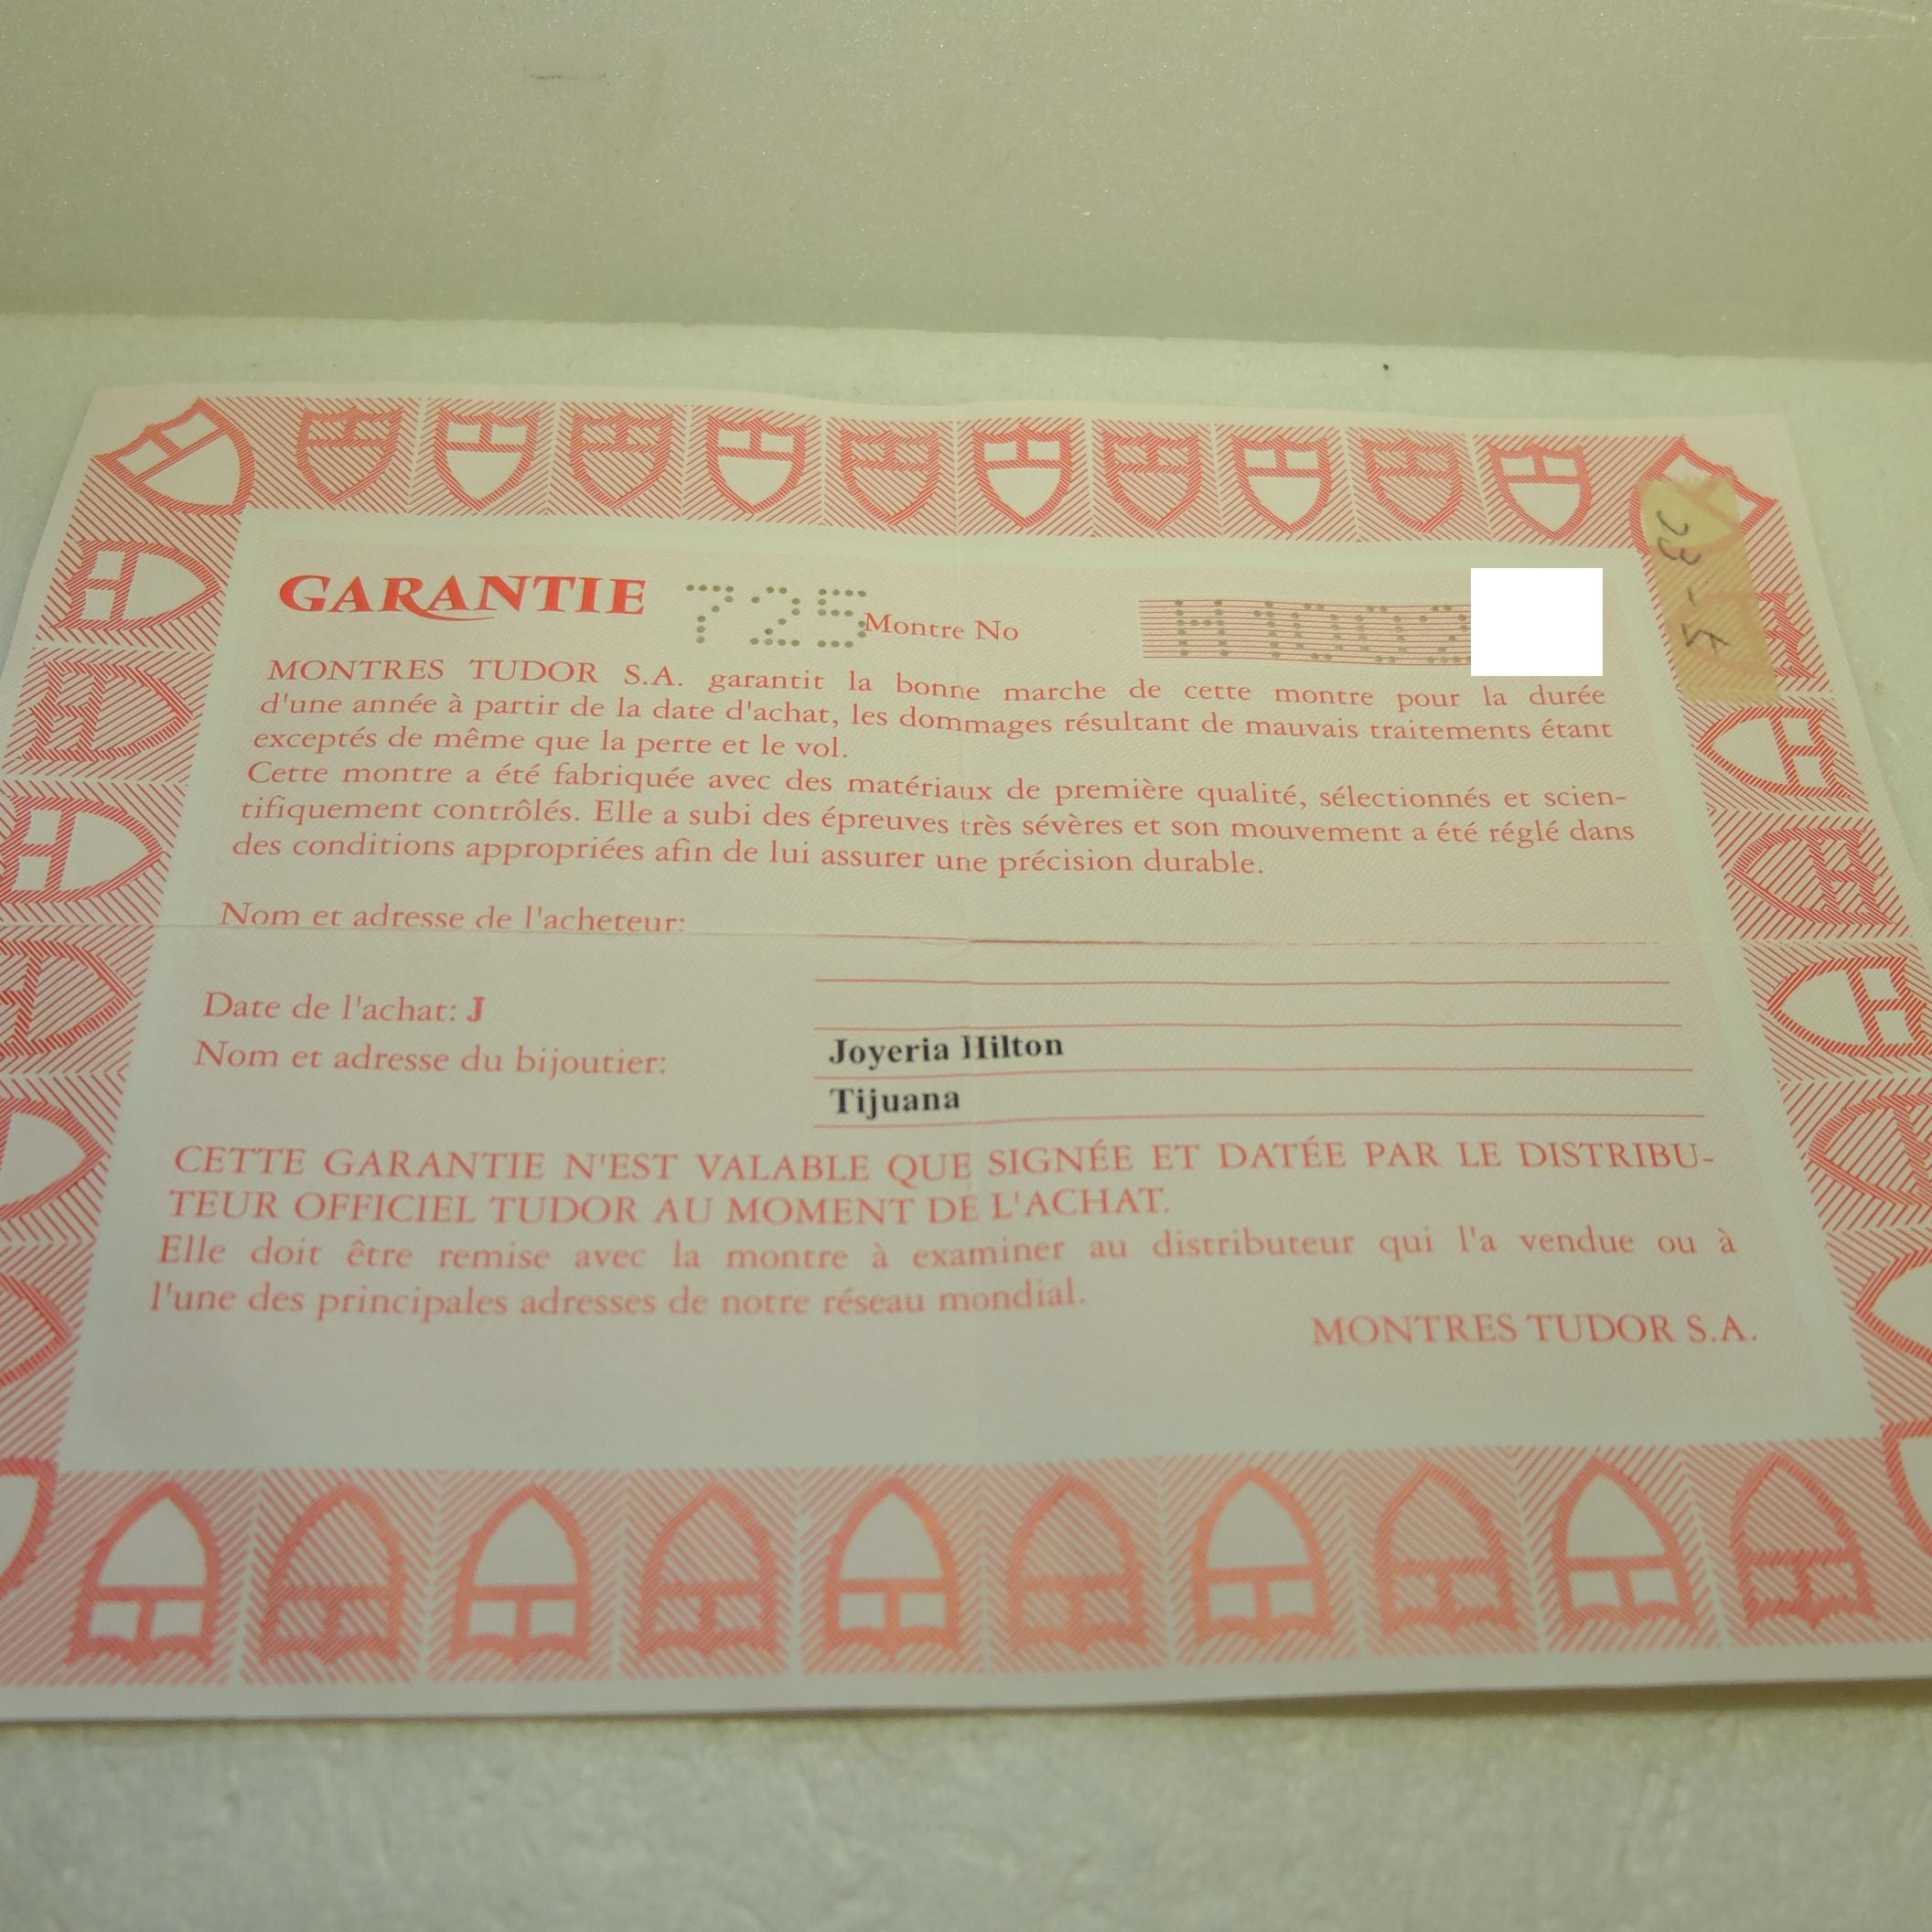 GARANTIE 725 Montre No H1002
MONTRES TUDOR S.A. garantit la bonne marche de cette montre pour la durée
d'une année à partir de la date d'achat, les dommages résultant de mauvais traitements étant
exceptés de même que la perte et le vol.
Cette montre a été fabriquée avec des matériaux de première qualité, sélectionnés et scien-
tifiquement contrôlés. Elle a subi des épreuves très sévères et son mouvement a été réglé dans
des conditions appropriées afin de lui assurer une précision durable.
Nom et adresse de l'acheteur:
Date de l'achat: J
Nom et adresse du bijoutier: Joyeria Hilton
Tijuana
CETTE GARANTIE N'EST VALABLE QUE SIGNÉE ET DATÉE PAR LE DISTRIBU-
TEUR OFFICIEL TUDOR AU MOMENT DE L'ACHAT.
Elle doit être remise avec la montre à examiner au distributeur qui l'a vendue ou à
l'une des principales adresses de notre réseau mondial.
MONTRES TUDOR S.A.